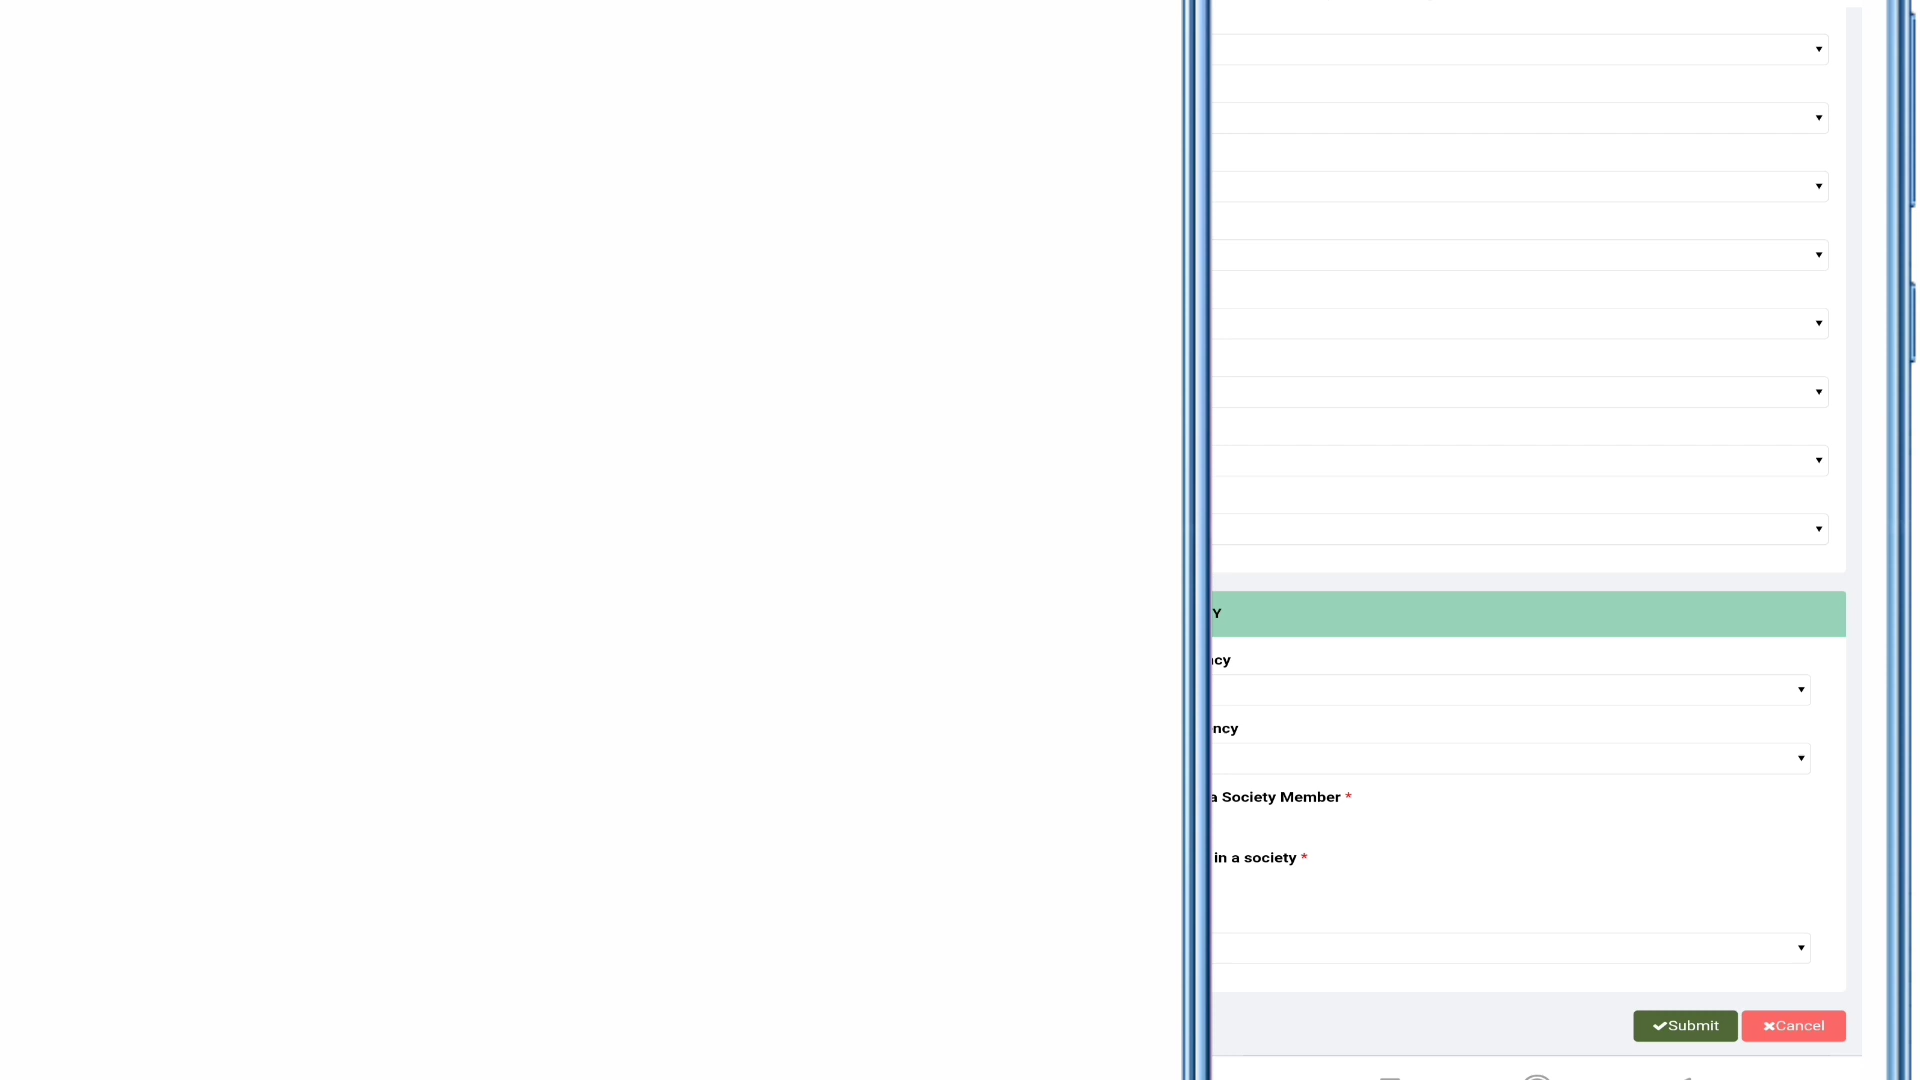 Y
ncy
ncy
a Society Member *
in a society *
✔Submit ✖Cancel